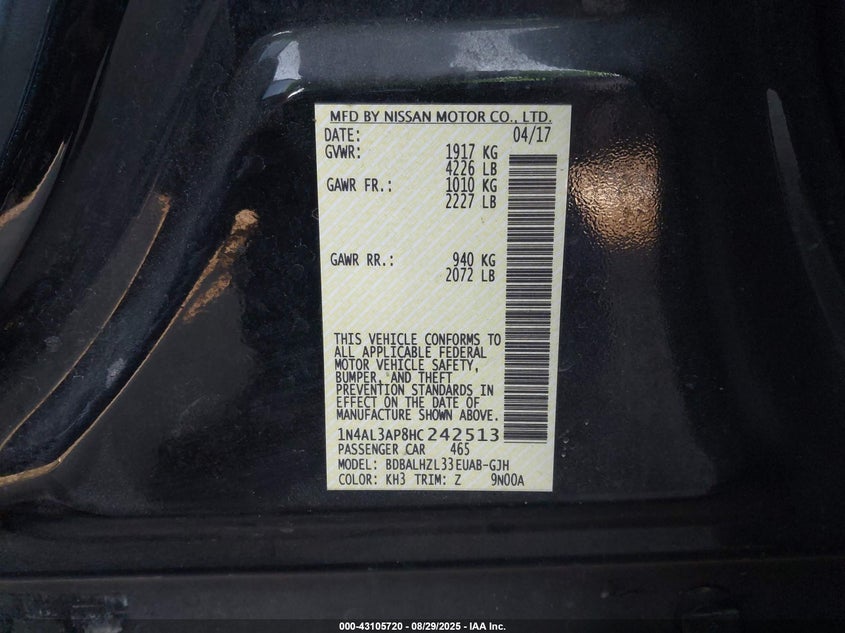 MFD BY NISSAN MOTOR CO., LTD.
DATE: 04/17
GVWR: 1917 KG
4226 LB
GAWR FR.: 1010 KG
2227 LB
GAWR RR.: 940 KG
2072 LB
THIS VEHICLE CONFORMS TO
ALL APPLICABLE FEDERAL
MOTOR VEHICLE SAFETY,
BUMPER, AND THEFT
PREVENTION STANDARDS IN
EFFECT ON THE DATE OF
MANUFACTURE SHOWN ABOVE.
1N4AL3AP8HC242513
PASSENGER CAR 465
MODEL: BDBALHZL33EUAB-GJH
COLOR: KH3 TRIM: Z 9N00A
000-43105720 - 08/29/2025 - IAA Inc.